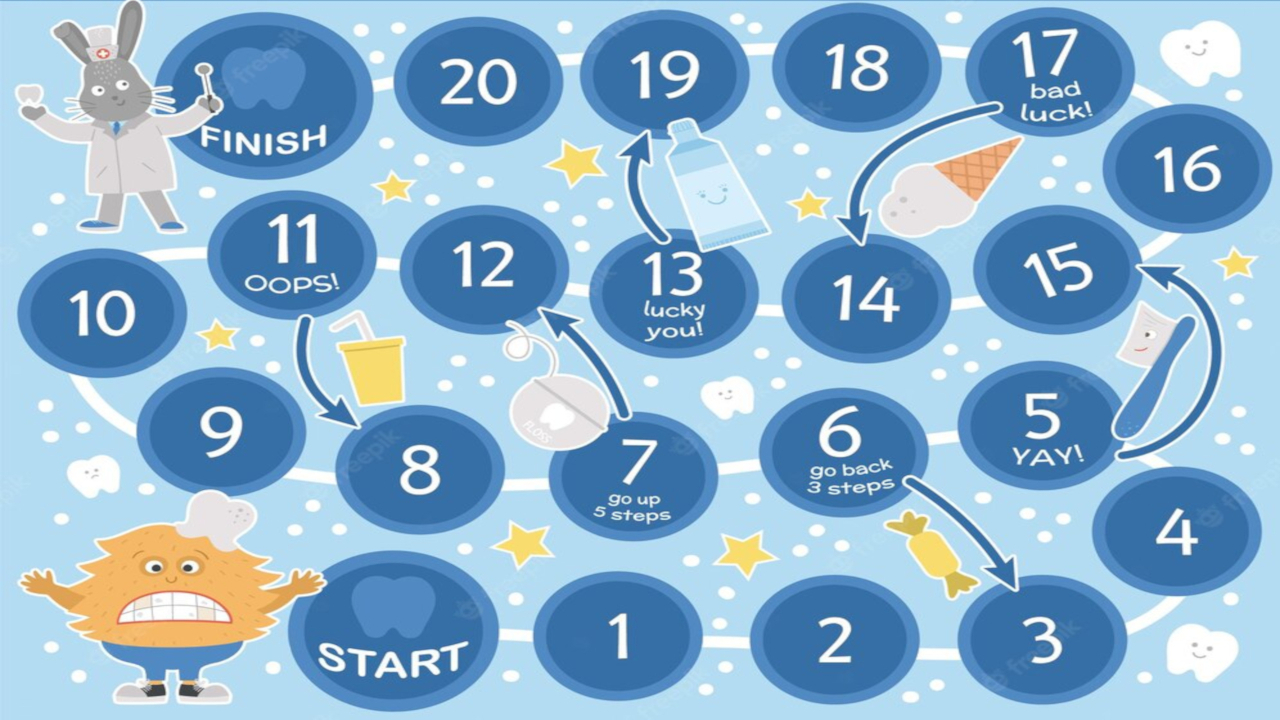 FINISH
20
19
18
17
bad
luck!
16
11
OOPS!
12
13
lucky
you!
14
15
10
9
8
FLOSS
7
go up
5 steps
6
go back
3 steps
5
YAY!
4
START
1
2
3
freepik